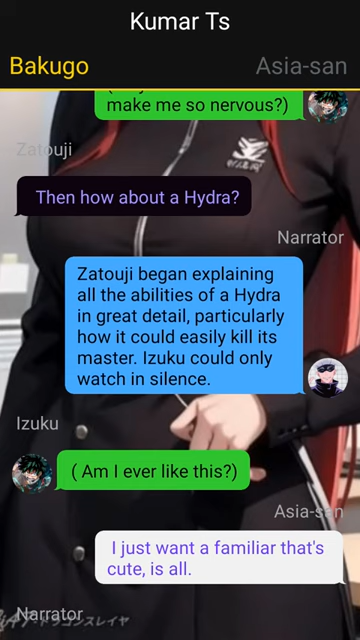 Kumar Ts
Bakugo
Asia-san
make me so nervous?)
Zatouji
Then how about a Hydra?
Narrator
Zatouji began explaining
all the abilities of a Hydra
in great detail, particularly
how it could easily kill its
master. Izuku could only
watch in silence.
Izuku
( Am I ever like this?)
Asia-san
I just want a familiar that's
cute, is all.
Narrator